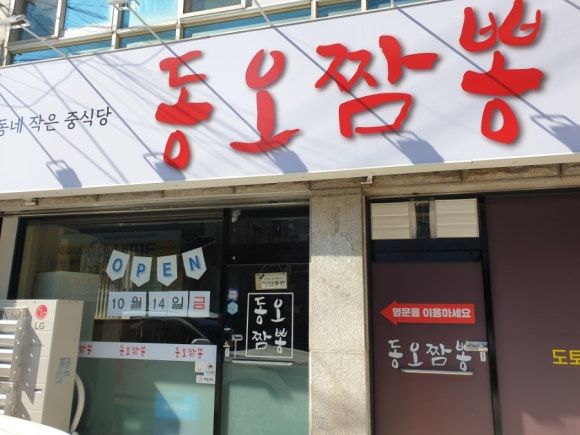 동네 작은 중식당
동오짬뽕
OPEN
10월 14일 금
동오
짬뽕
옆문을 이용하세요
동오짬뽕
동오짬뽕 동오짬뽕
LG
도토